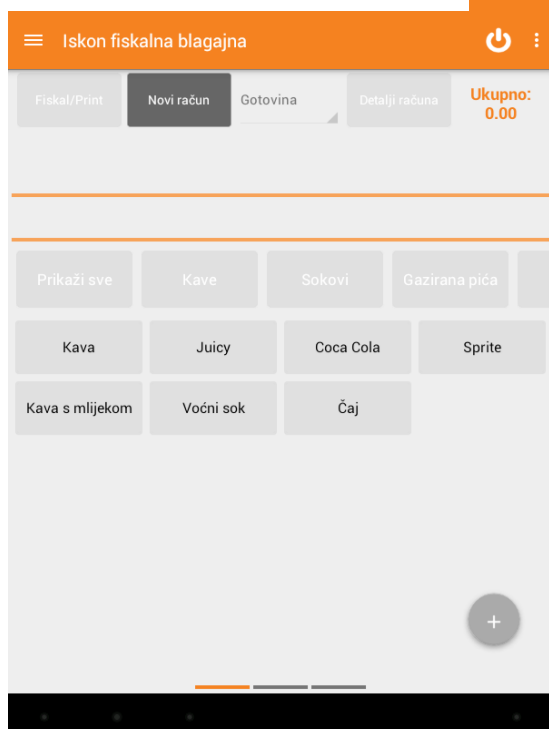 Iskon fiskalna blagajna
Fiskal/Print
Novi račun
Gotovina
Detalji računa
Ukupno:
0.00
Prikaži sve
Kave
Sokovi
Gazirana pića
Kava
Juicy
Coca Cola
Sprite
Kava s mlijekom
Voćni sok
Čaj
+